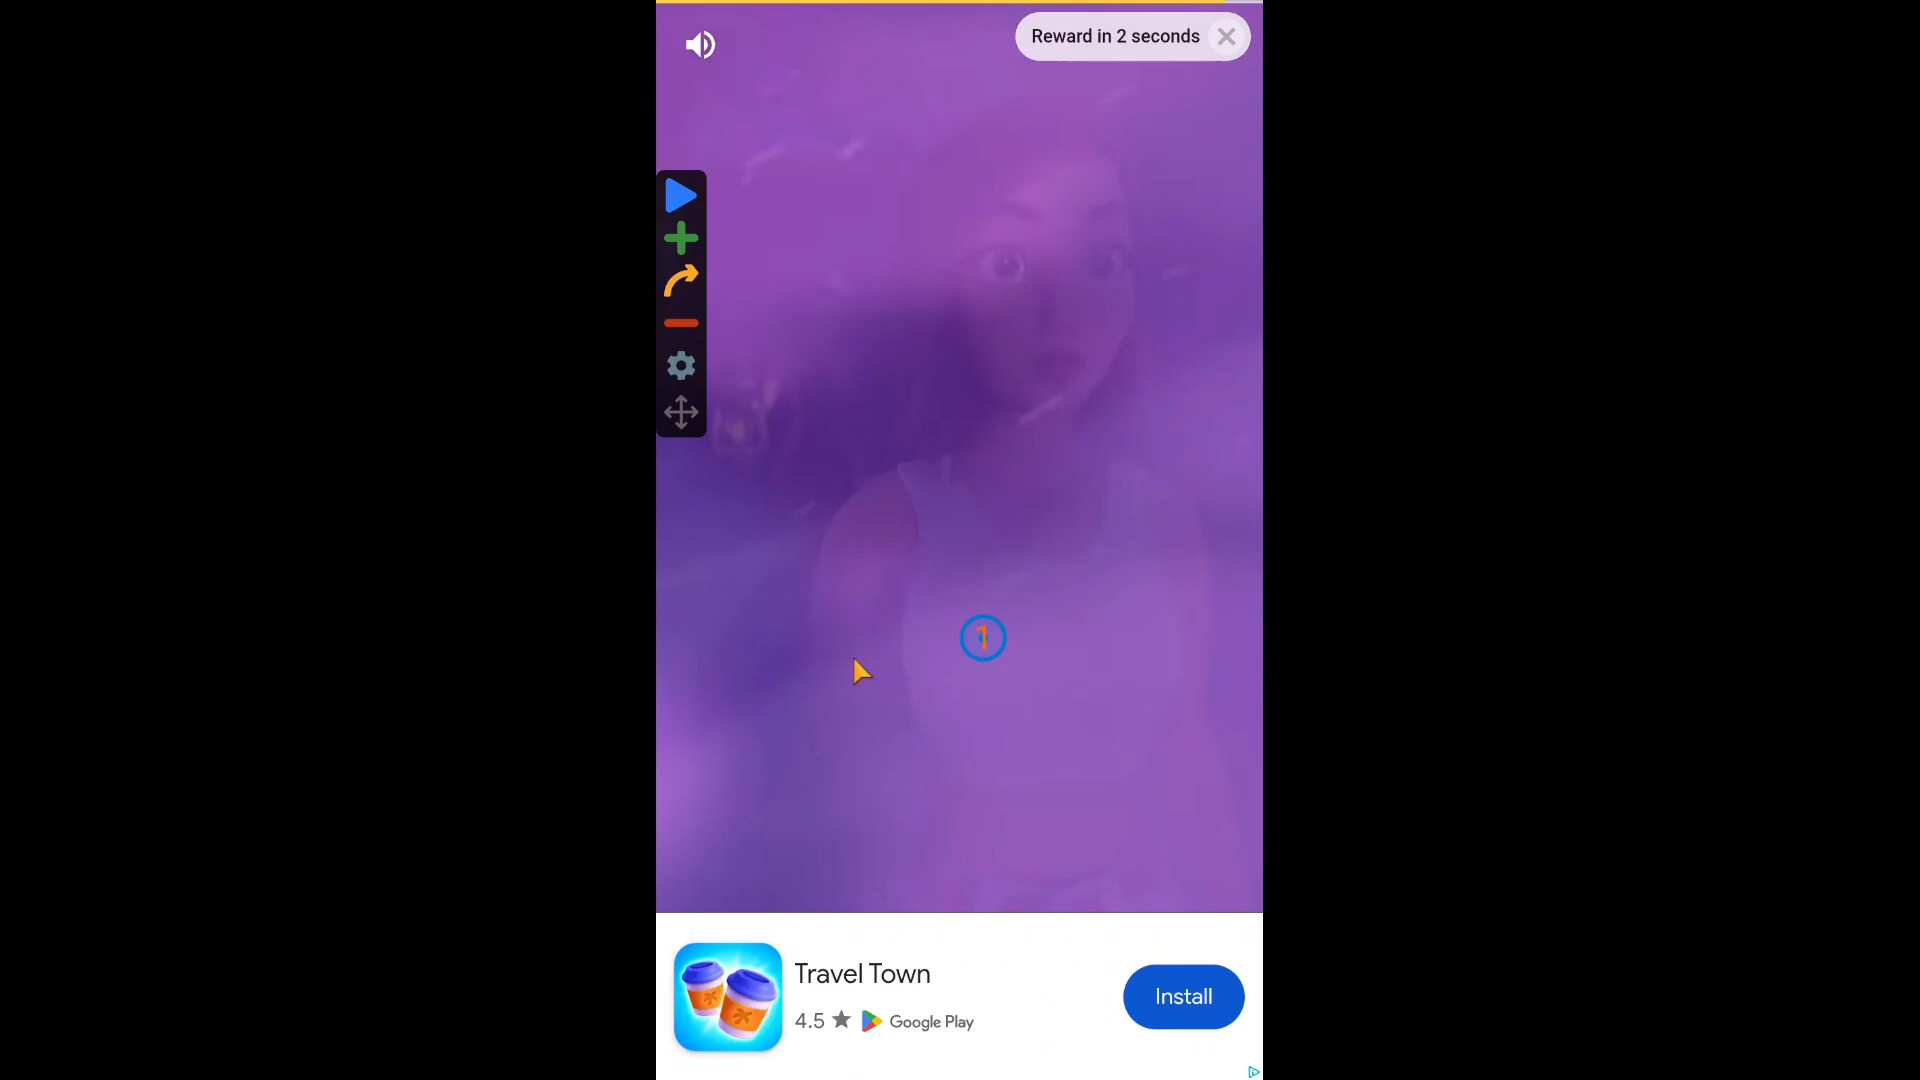 Reward in 2 seconds
1
Travel Town
4.5 ★ Google Play
Install